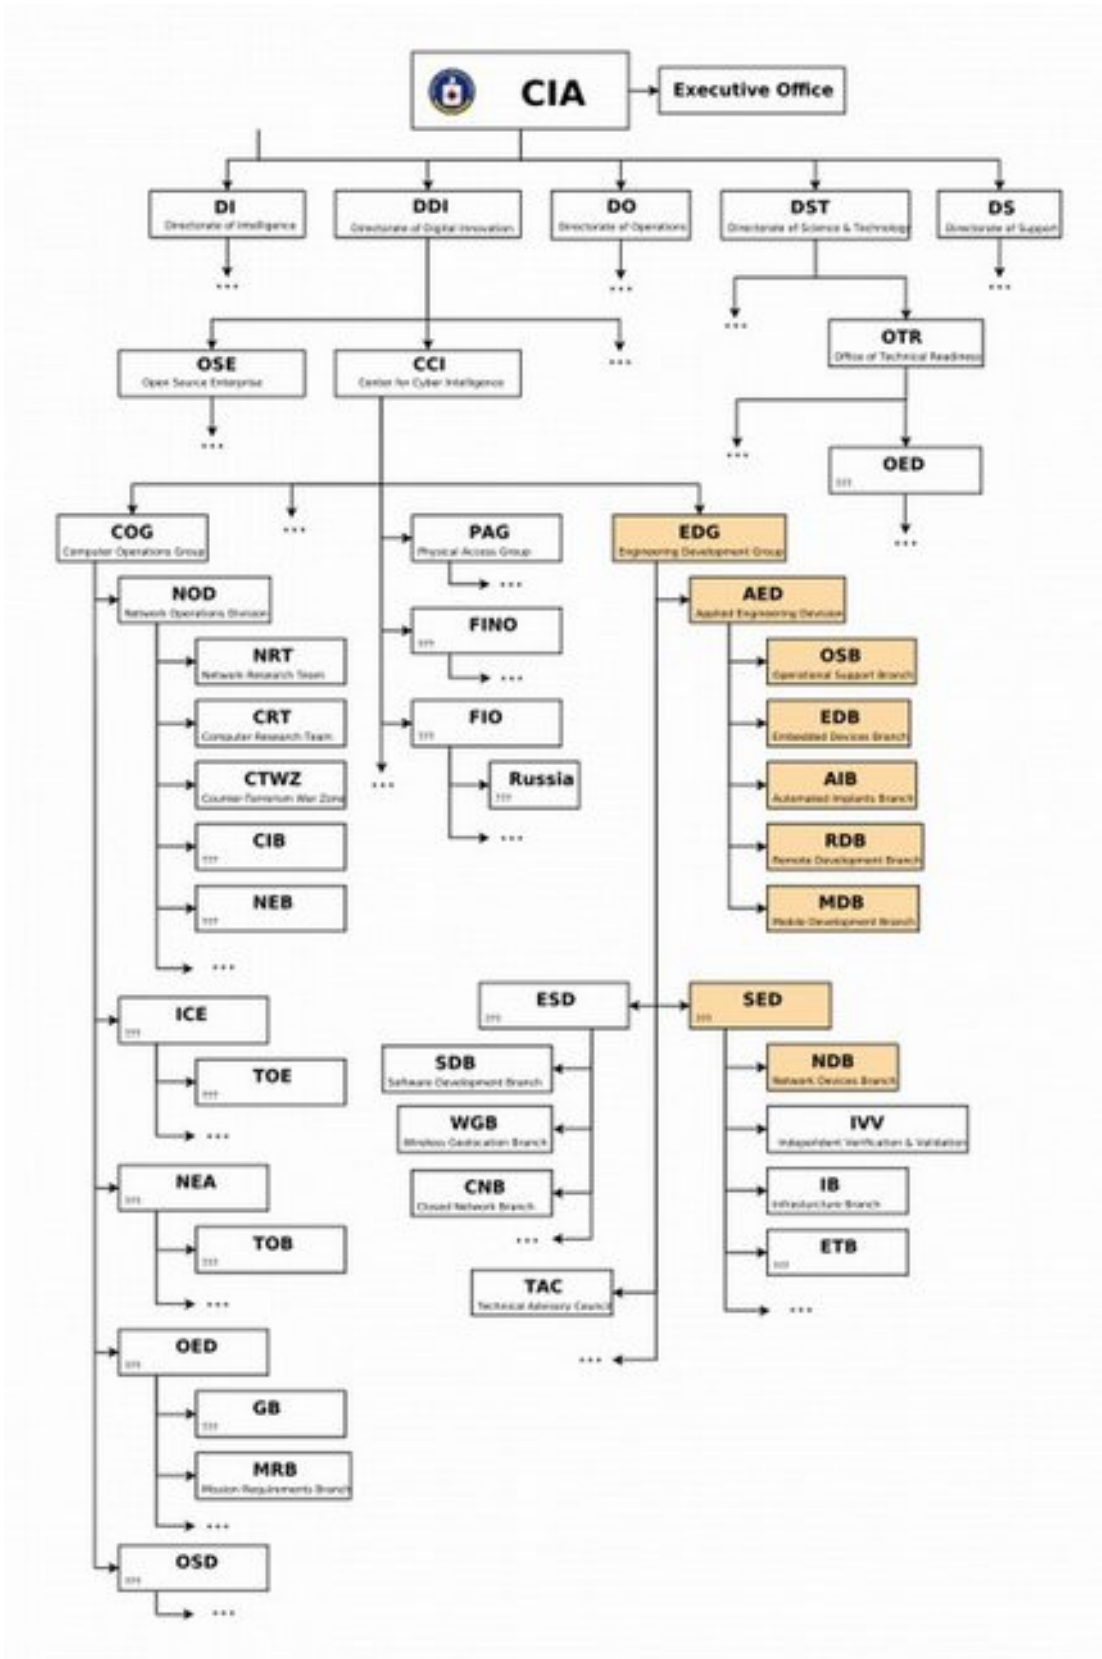 CIA
Executive Office
DI
Directorate of Intelligence
DDI
Directorate of Digital Innovation
DO
Directorate of Operations
DST
Directorate of Science & Technology
DS
Directorate of Support
...
...
...
...
OTR
Office of Technical Readiness
OSE
Open Source Enterprise
CCI
Center for Cyber Intelligence
...
...
...
OED
???
...
COG
Computer Operations Group
...
PAG
Physical Access Group
...
EDG
Engineering Development Group
NOD
Network Operations Division
NRT
Network Research Team
CRT
Computer Research Team
CTWZ
Counter-Terrorism War Zone
CIB
???
NEB
???
...
FINO
???
...
FIO
???
Russia
???
...
...
AED
Applied Engineering Devision
OSB
Operational Support Branch
EDB
Embedded Devices Branch
AIB
Automated Implants Branch
RDB
Remote Development Branch
MDB
Mobile Development Branch
ICE
???
TOE
???
...
ESD
???
SDB
Software Development Branch
WGB
Wireless Geolocation Branch
CNB
Closed Network Branch
...
SED
???
NDB
Network Devices Branch
IVV
Independent Verification & Validation
IB
Infrasturcture Branch
ETB
???
...
TAC
Technical Advisory Council
...
NEA
???
TOB
???
...
OED
???
GB
???
MRB
Mission Requirements Branch
...
OSD
???
...